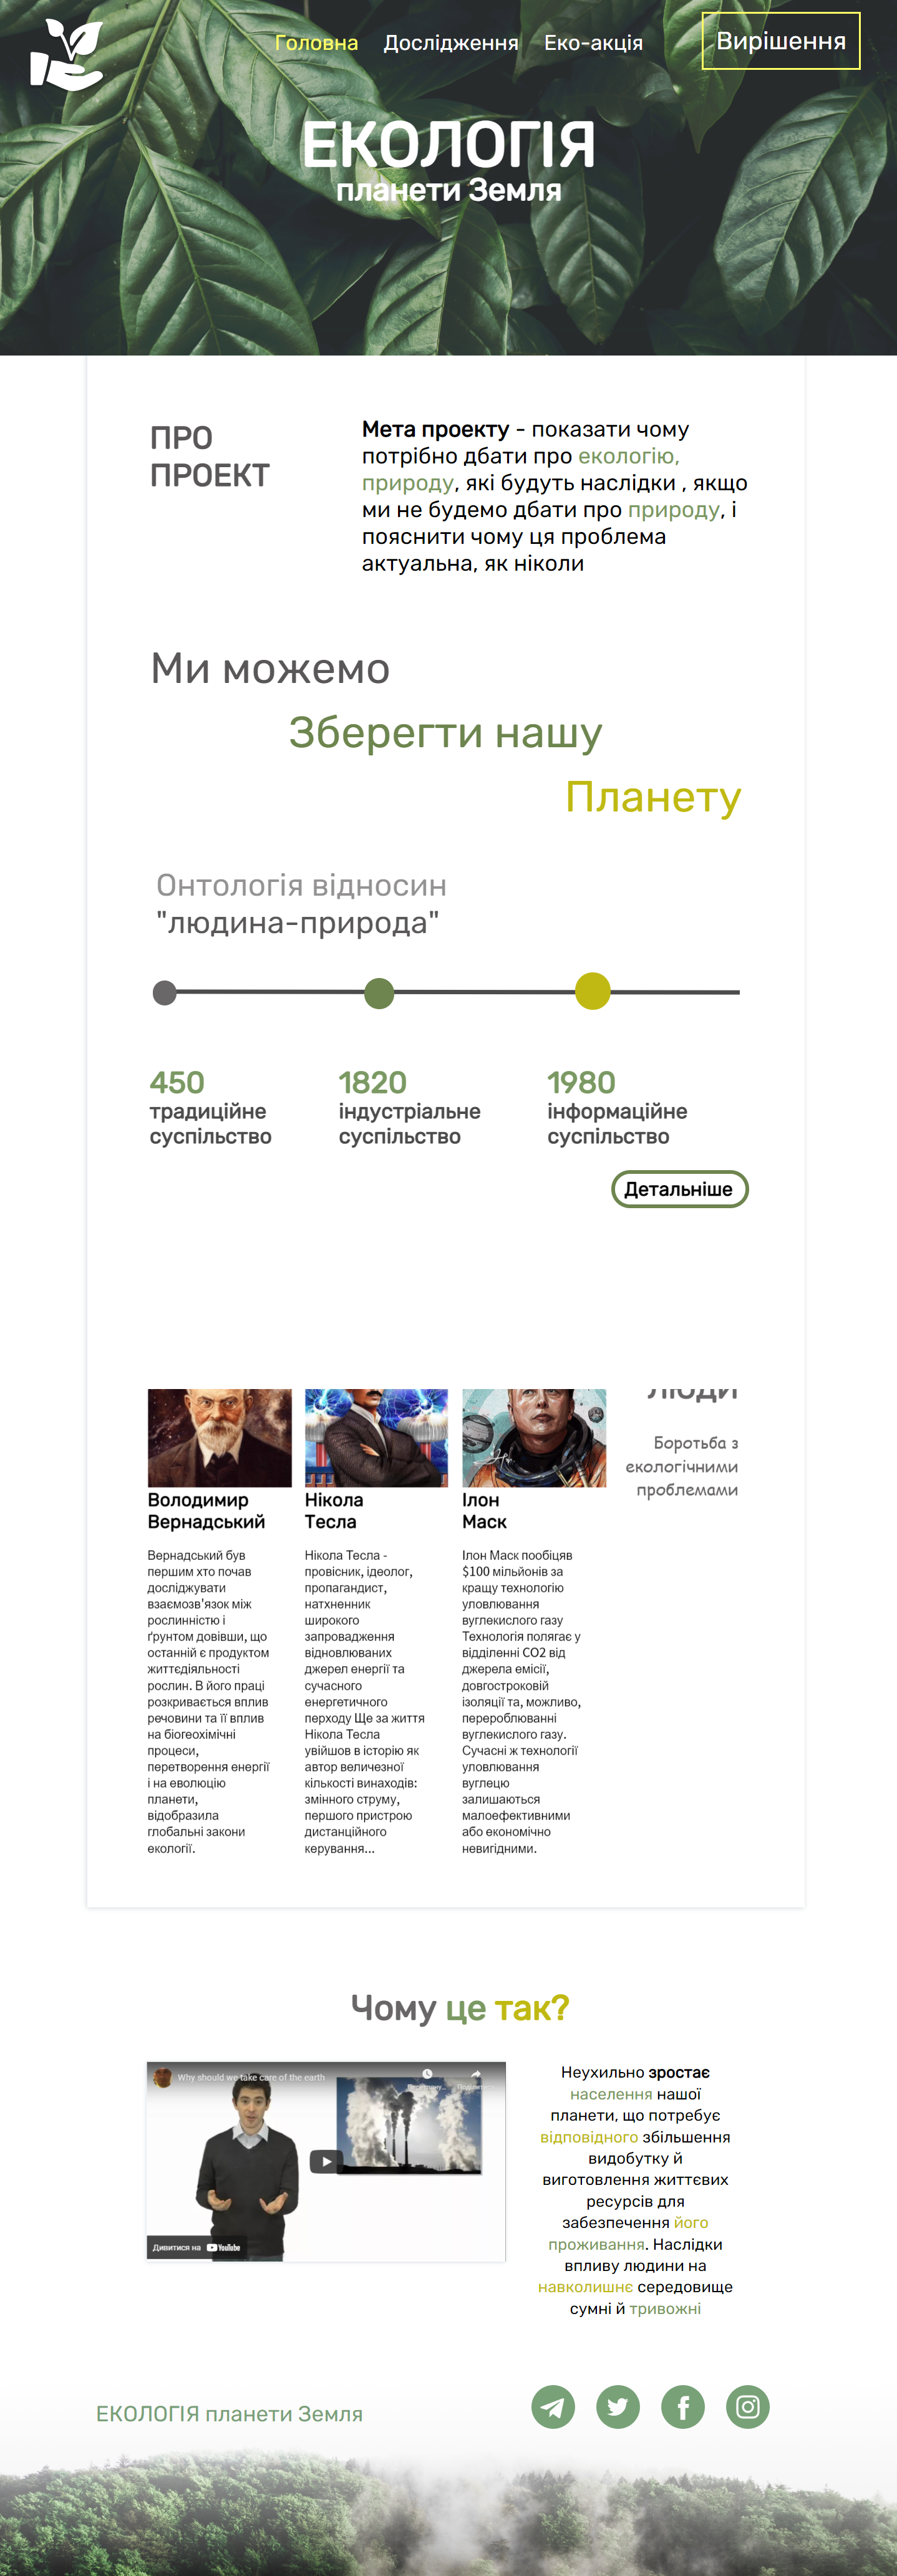 Головна
Дослідження
Еко-акція
Вирішення
ЕКОЛОГІЯ
планети Земля
ПРО
ПРОЕКТ
Мета проекту - показати чому
потрібно дбати про екологію,
природу, які будуть наслідки , якщо
ми не будемо дбати про природу, і
пояснити чому ця проблема
актуальна, як ніколи
Ми можемо
Зберегти нашу
Планету
Онтологія відносин
"людина-природа"
450
традиційне
суспільство
1820
індустріальне
суспільство
1980
інформаційне
суспільство
Детальніше
ЛЮДИ
Боротьба з
екологічними
проблемами
Володимир
Вернадський
Вернадський був
першим хто почав
досліджувати
взаємозв'язок між
рослинністю і
ґрунтом довівши, що
останній є продуктом
життєдіяльності
рослин. В його праці
розкривається вплив
речовини та її вплив
на біогеохімічні
процеси,
перетворення енергії
і на еволюцію
планети,
відобразила
глобальні закони
екології.
Нікола
Тесла
Нікола Тесла -
провісник, ідеолог,
пропагандист,
натхненник
широкого
запровадження
відновлюваних
джерел енергії та
сучасного
енергетичного
перходу Ще за життя
Нікола Тесла
увійшов в історію як
автор величезної
кількості винаходів:
змінного струму,
першого пристрою
дистанційного
керування...
Ілон
Маск
Ілон Маск пообіцяв
$100 мільйонів за
кращу технологію
уловлювання
вуглекислого газу
Технологія полягає у
відділенні CO2 від
джерела емісії,
довгостроковій
ізоляції та, можливо,
перероблюванні
вуглекислого газу.
Сучасні ж технології
уловлювання
вуглецю
залишаються
малоефективними
або економічно
невигідними.
Чому це так?
Why should we take care of the earth
Дивитися на YouTube
Неухильно зростає
населення нашої
планети, що потребує
відповідного збільшення
видобутку й
виготовлення життєвих
ресурсів для
забезпечення його
проживання. Наслідки
впливу людини на
навколишнє середовище
сумні й тривожні
ЕКОЛОГІЯ планети Земля